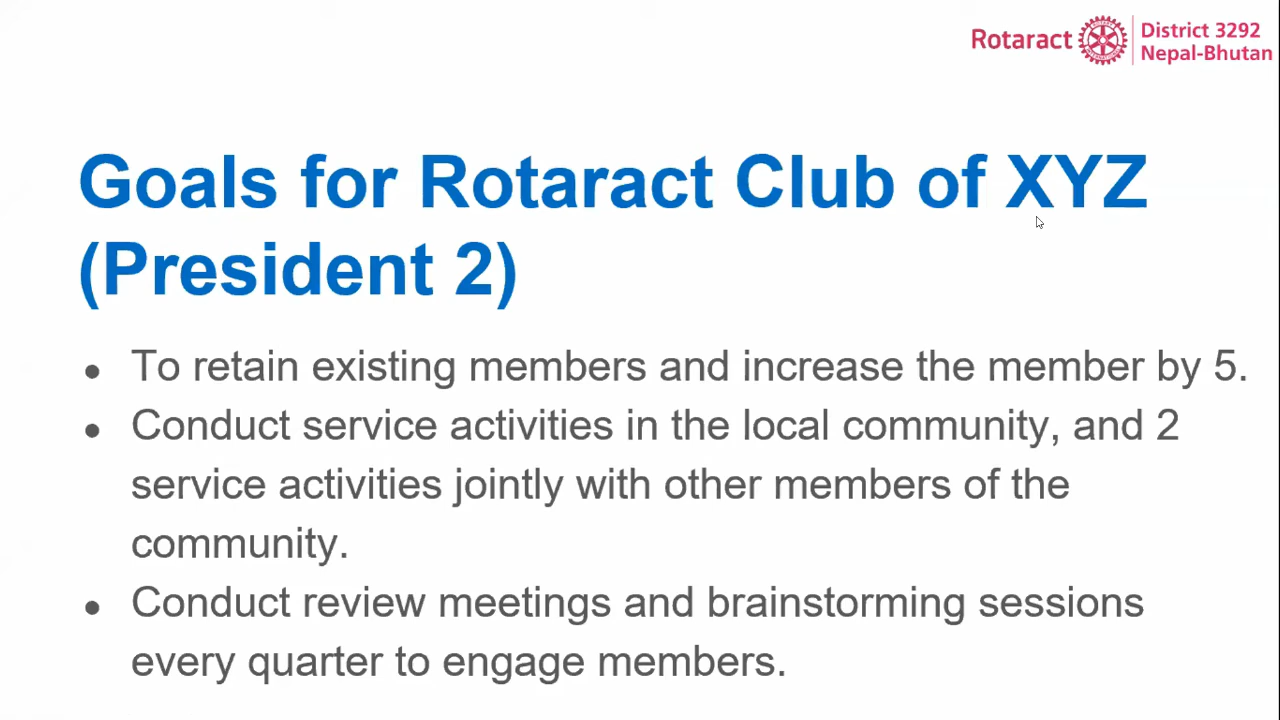 Rotaract
District 3292
Nepal-Bhutan
Goals for Rotaract Club of XYZ
(President 2)
● To retain existing members and increase the member by 5.
● Conduct service activities in the local community, and 2
service activities jointly with other members of the
community.
● Conduct review meetings and brainstorming sessions
every quarter to engage members.